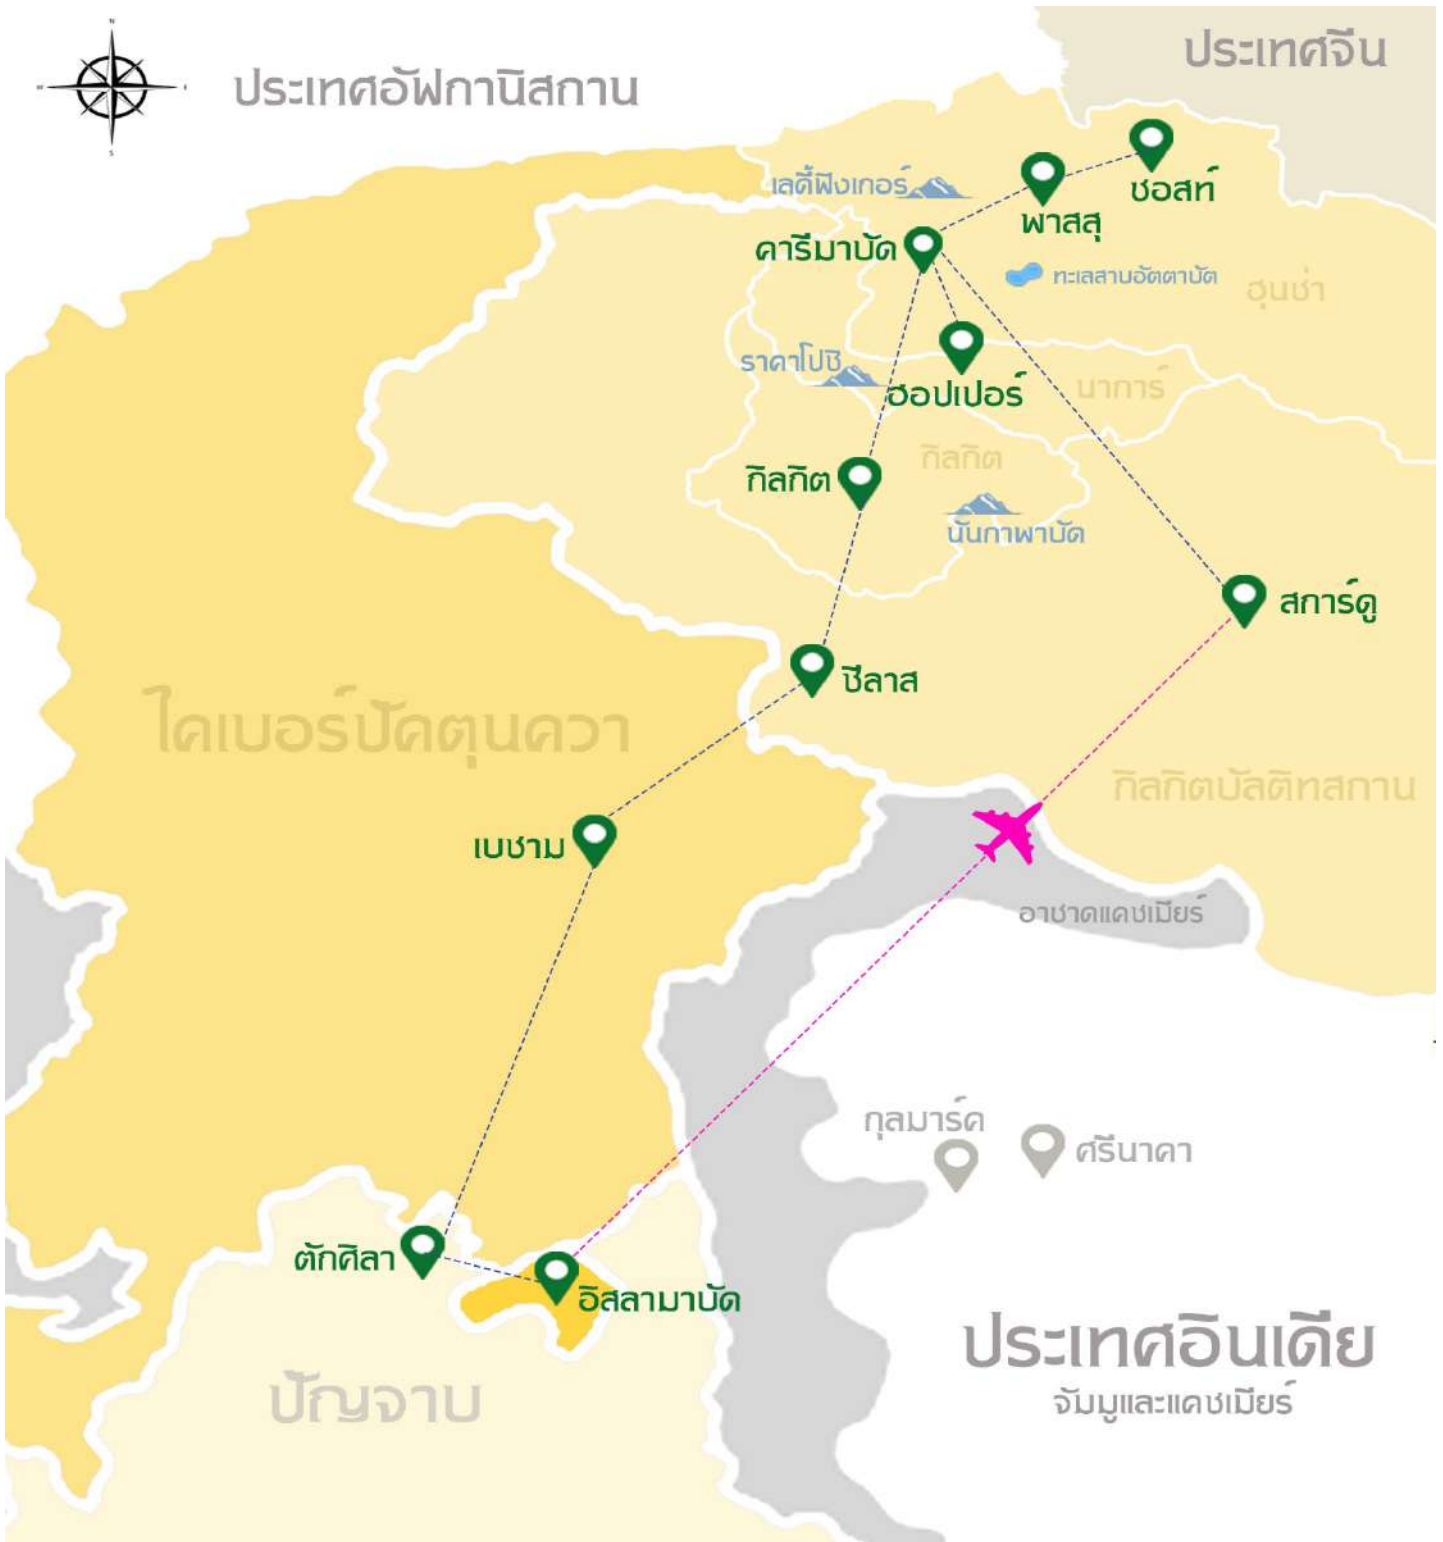 N
W
E
S
ประเทศอัฟกานิสถาน
ประเทศจีน
เลดี้ฟิงเกอร์
พาสสุ
ซอสท์
คารีมาบัด
ทะเลสาบอัตตาบัต
ฮุนซ่า
ราคาโปชิ
ฮอปเปอร์
นาการ์
กิลกิต
กิลกิต
นันกาพาบัด
สการ์ดู
ชีลาส
ไคเบอร์ปัคตุนควา
กิลกิตบัลติทสถาน
เบชาม
อาซาดแคชเมียร์
กุลมาร์ค
ศรีนาคา
ตักศิลา
อิสลามาบัด
ประเทศอินเดีย
จัมมูและแคชเมียร์
ปัญจาบ